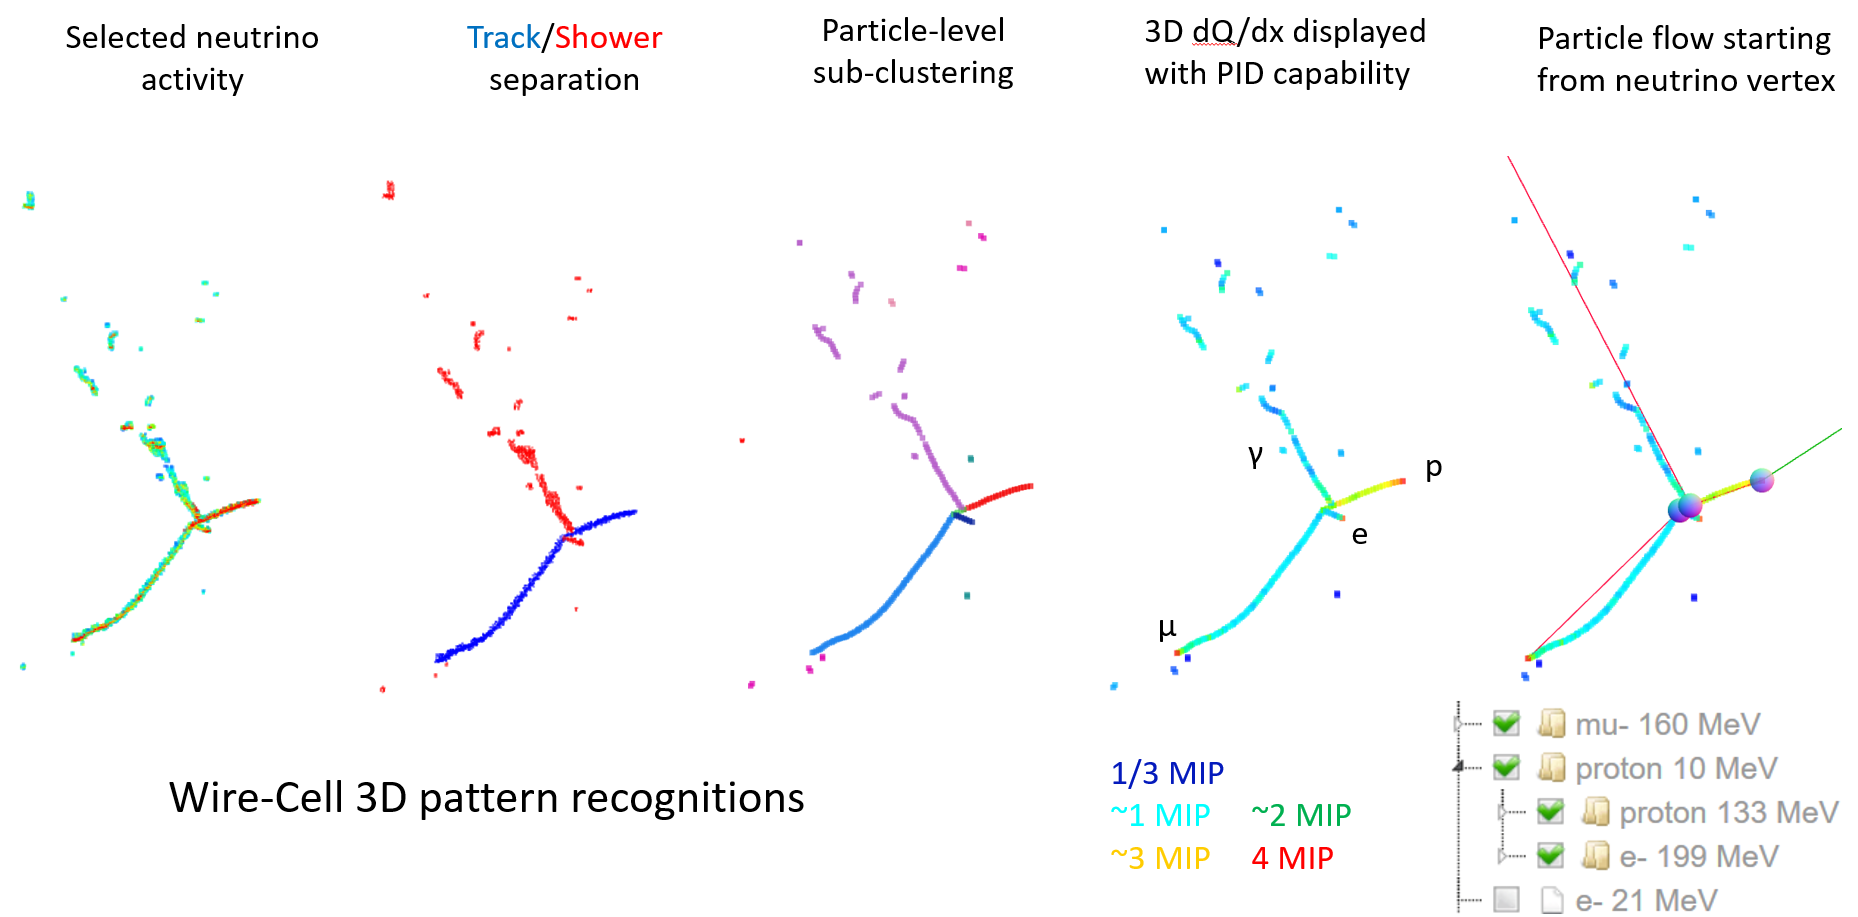 Selected neutrino
activity
Track/Shower
separation
Particle-level
sub-clustering
3D dQ/dx displayed
with PID capability
Particle flow starting
from neutrino vertex
γ
p
e
μ
Wire-Cell 3D pattern recognitions
1/3 MIP
~1 MIP ~2 MIP
~3 MIP 4 MIP
mu- 160 MeV
proton 10 MeV
proton 133 MeV
e- 199 MeV
e- 21 MeV